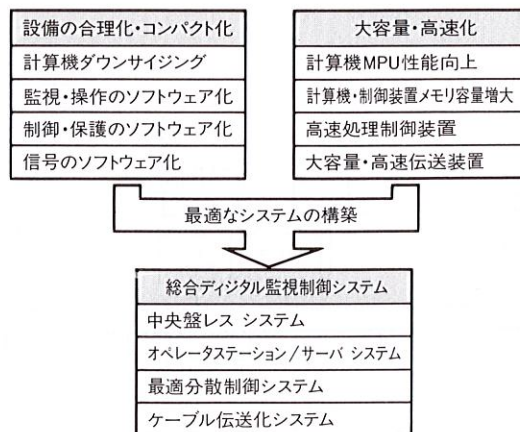 設備の合理化・コンパクト化
計算機ダウンサイジング
監視・操作のソフトウェア化
制御・保護のソフトウェア化
信号のソフトウェア化
大容量・高速化
計算機MPU性能向上
計算機・制御装置メモリ容量増大
高速処理制御装置
大容量・高速伝送装置
最適なシステムの構築
総合ディジタル監視制御システム
中央盤レス システム
オペレータステーション/サーバ システム
最適分散制御システム
ケーブル伝送化システム